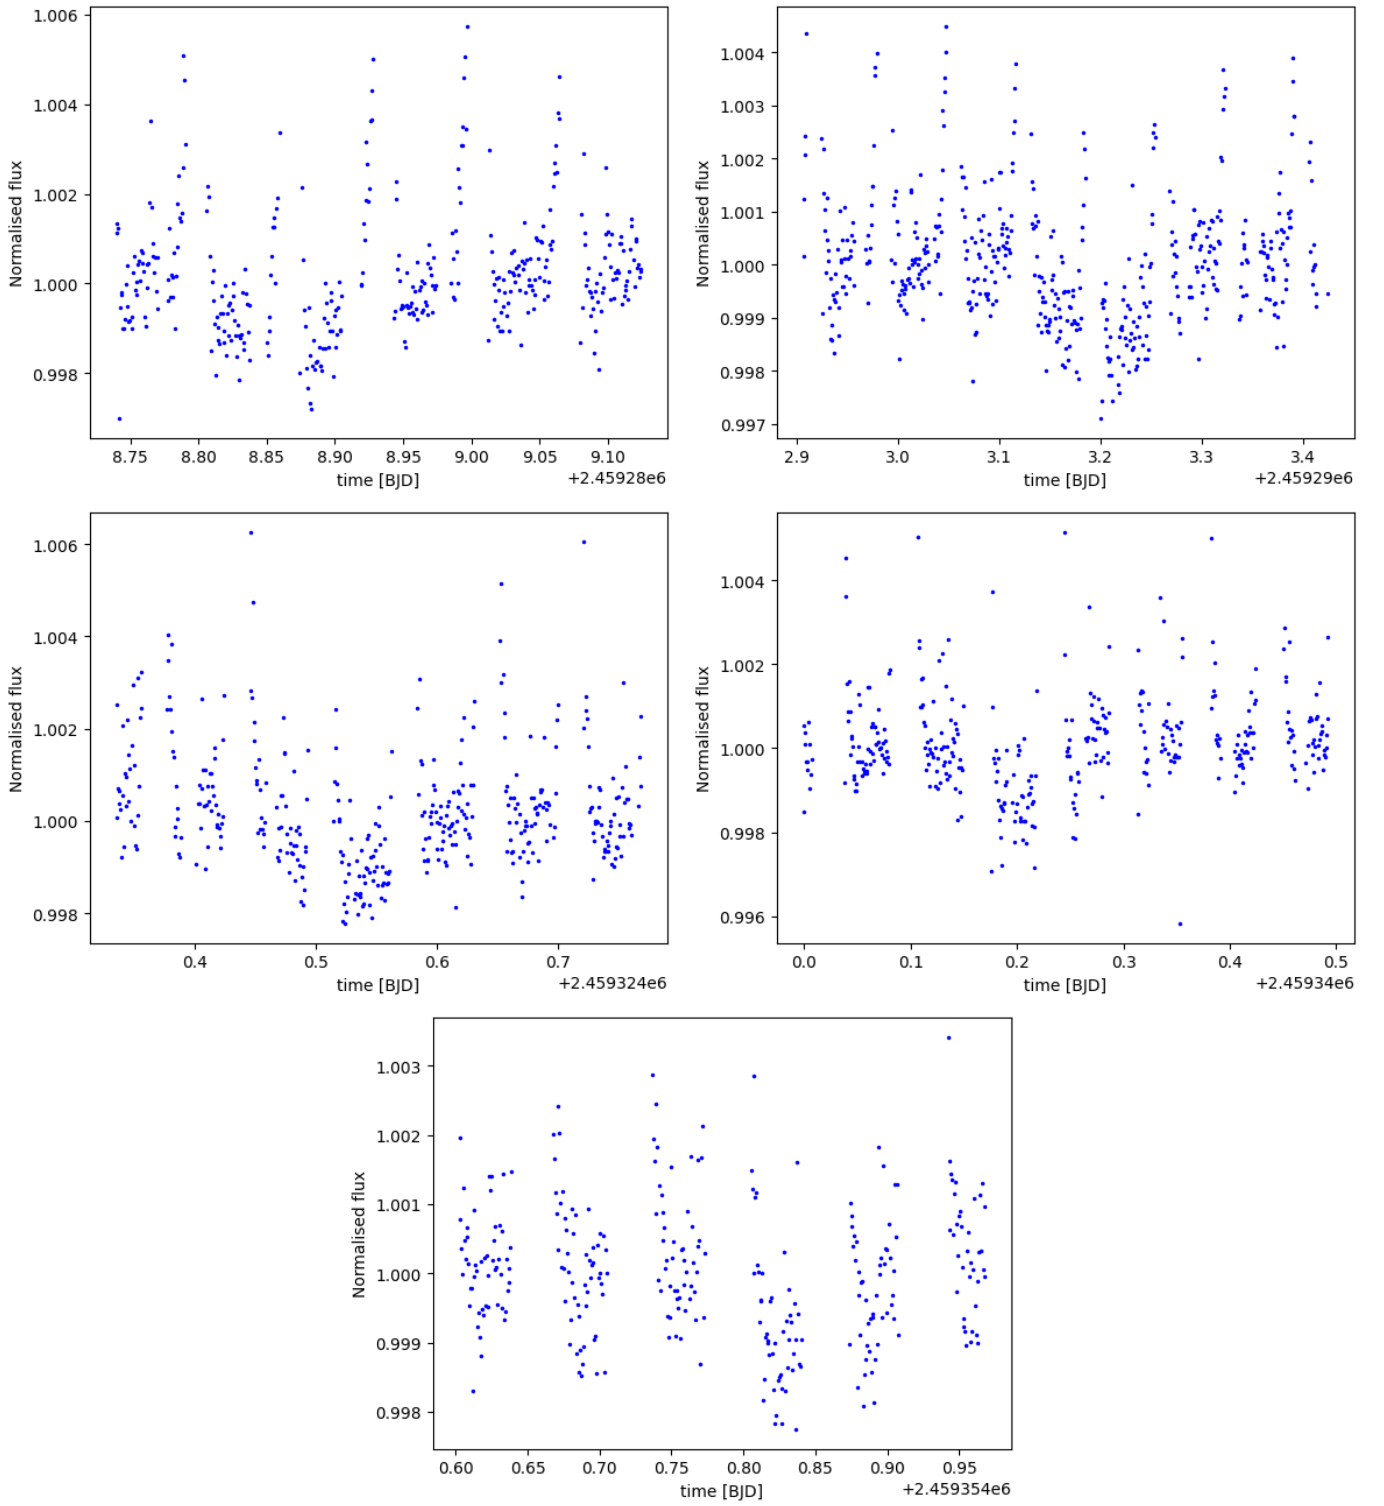 1.006
1.004
1.002
1.000
0.998
Normalised flux
8.75 8.80 8.85 8.90 8.95 9.00 9.05 9.10
time [BJD]
+2.45928e6
1.004
1.003
1.002
1.001
1.000
0.999
0.998
0.997
Normalised flux
2.9 3.0 3.1 3.2 3.3 3.4
time [BJD]
+2.45929e6
1.006
1.004
1.002
1.000
0.998
Normalised flux
0.4 0.5 0.6 0.7
time [BJD]
+2.459324e6
1.004
1.002
1.000
0.998
0.996
Normalised flux
0.0 0.1 0.2 0.3 0.4 0.5
time [BJD]
+2.45934e6
1.003
1.002
1.001
1.000
0.999
0.998
Normalised flux
0.60 0.65 0.70 0.75 0.80 0.85 0.90 0.95
time [BJD]
+2.459354e6